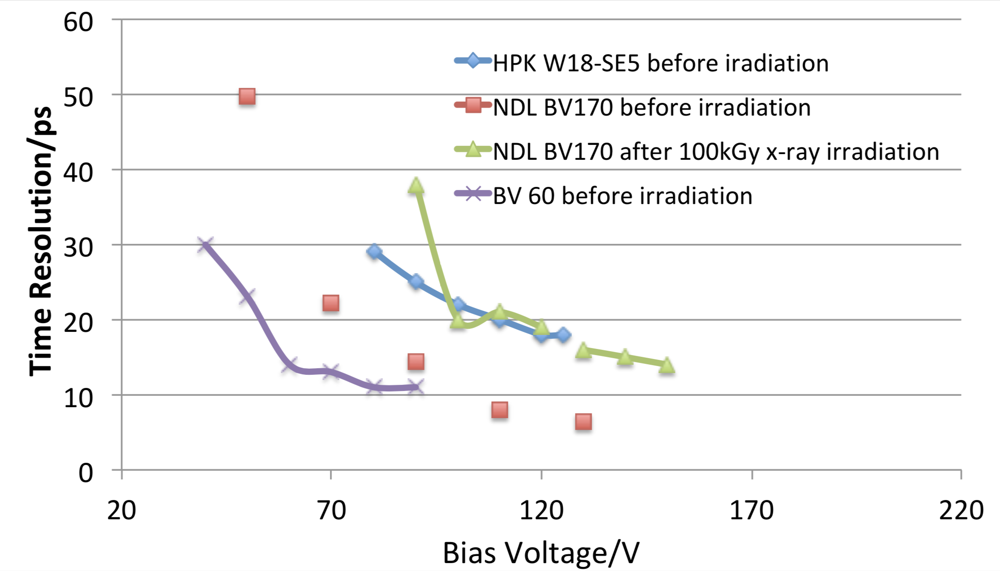 60
50
40
30
20
10
0
Time Resolution/ps
HPK W18-SE5 before iradiation
NDL BV170 before irradiation
NDL BV170 after 100kGy x-ray irradiation
BV 60 before irradiation
20 70 120 170 220
Bias Voltage/V